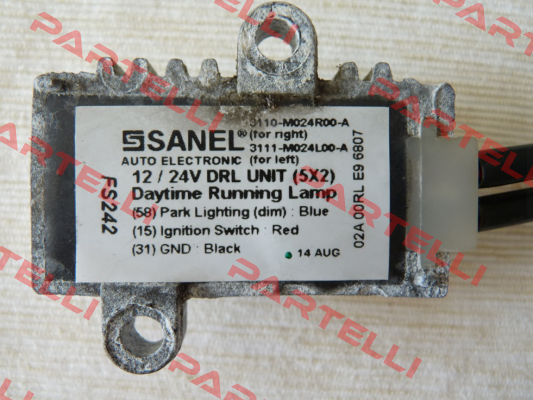 SANEL®
3110-M024R00-A
(for right)
3111-M024L00-A
(for left)
AUTO ELECTRONIC
12 / 24V DRL UNIT (5X2)
Daytime Running Lamp
(58) Park Lighting (dim) : Blue
(15) Ignition Switch : Red
(31) GND : Black
14 AUG
FS242
02A 00RL E9 6807
PARTELLI
PARTELLI
PARTELLI
PARTELLI
PARTELLI
PARTELLI